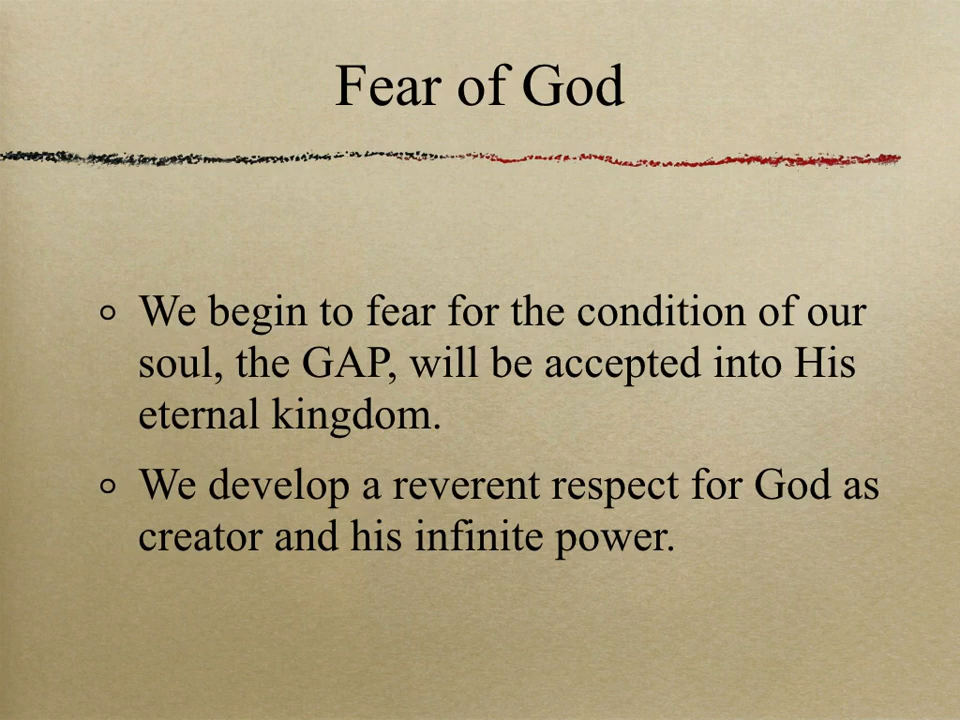 Fear of God
We begin to fear for the condition of our
soul, the GAP, will be accepted into His
eternal kingdom.
We develop a reverent respect for God as
creator and his infinite power.